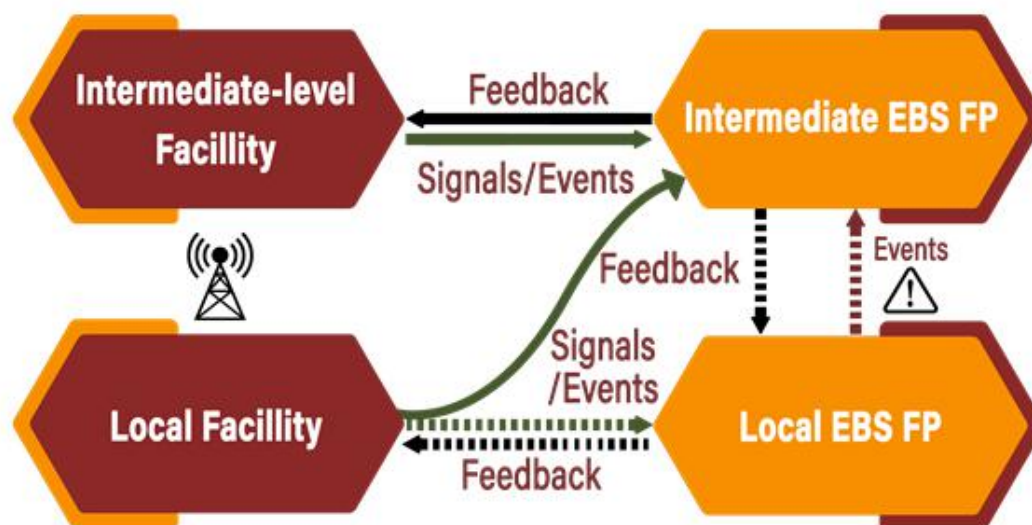 Intermediate-level
Facillity
Feedback
Signals/Events
Intermediate EBS FP
Feedback
Events
Signals
/Events
Local Facillity
Feedback
Local EBS FP